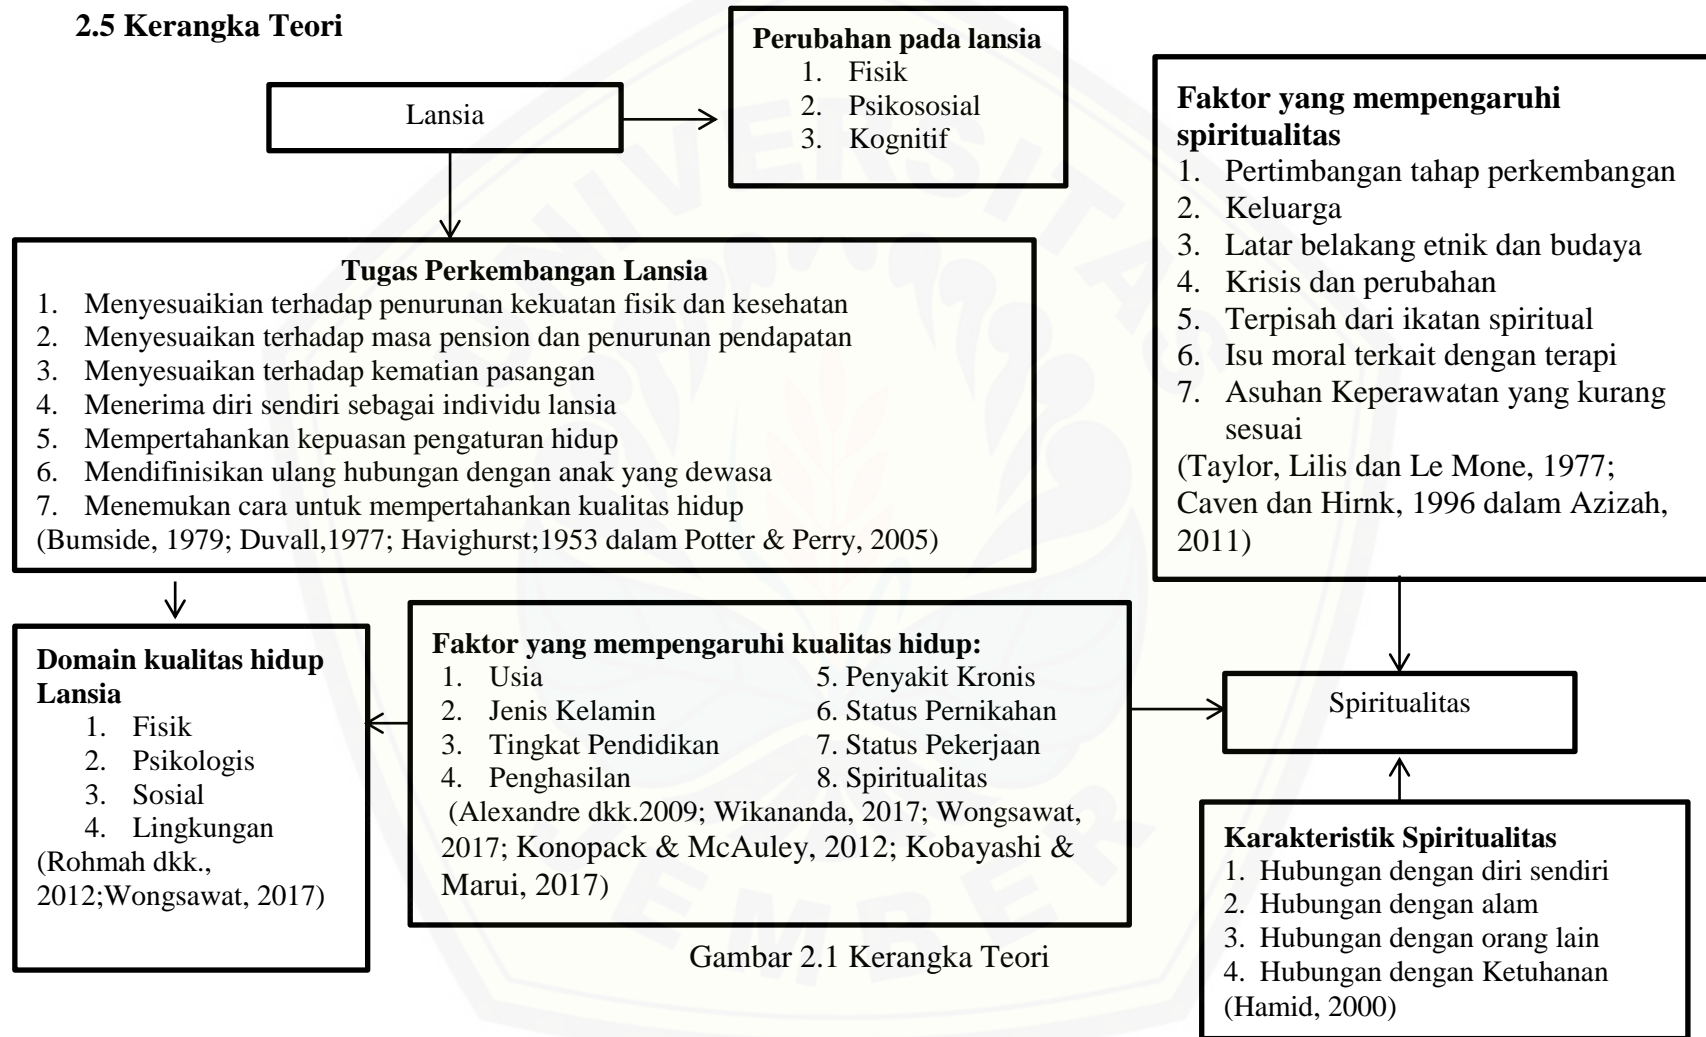 2.5 Kerangka Teori
Lansia
Perubahan pada lansia
1. Fisik
2. Psikososial
3. Kognitif
Faktor yang mempengaruhi
spiritualitas
1. Pertimbangan tahap perkembangan
2. Keluarga
3. Latar belakang etnik dan budaya
4. Krisis dan perubahan
5. Terpisah dari ikatan spiritual
6. Isu moral terkait dengan terapi
7. Asuhan Keperawatan yang kurang
sesuai
(Taylor, Lilis dan Le Mone, 1977;
Caven dan Hirnk, 1996 dalam Azizah,
2011)
Tugas Perkembangan Lansia
1. Menyesuaikian terhadap penurunan kekuatan fisik dan kesehatan
2. Menyesuaikan terhadap masa pension dan penurunan pendapatan
3. Menyesuaikan terhadap kematian pasangan
4. Menerima diri sendiri sebagai individu lansia
5. Mempertahankan kepuasan pengaturan hidup
6. Mendifinisikan ulang hubungan dengan anak yang dewasa
7. Menemukan cara untuk mempertahankan kualitas hidup
(Bumside, 1979; Duvall,1977; Havighurst;1953 dalam Potter & Perry, 2005)
Domain kualitas hidup
Lansia
1. Fisik
2. Psikologis
3. Sosial
4. Lingkungan
(Rohmah dkk.,
2012;Wongsawat, 2017)
Faktor yang mempengaruhi kualitas hidup:
1. Usia
2. Jenis Kelamin
3. Tingkat Pendidikan
4. Penghasilan
5. Penyakit Kronis
6. Status Pernikahan
7. Status Pekerjaan
8. Spiritualitas
(Alexandre dkk.2009; Wikananda, 2017; Wongsawat,
2017; Konopack & McAuley, 2012; Kobayashi &
Marui, 2017)
Spiritualitas
Karakteristik Spiritualitas
1. Hubungan dengan diri sendiri
2. Hubungan dengan alam
3. Hubungan dengan orang lain
4. Hubungan dengan Ketuhanan
(Hamid, 2000)
Gambar 2.1 Kerangka Teori
UNIVERSITAS
JEMBER